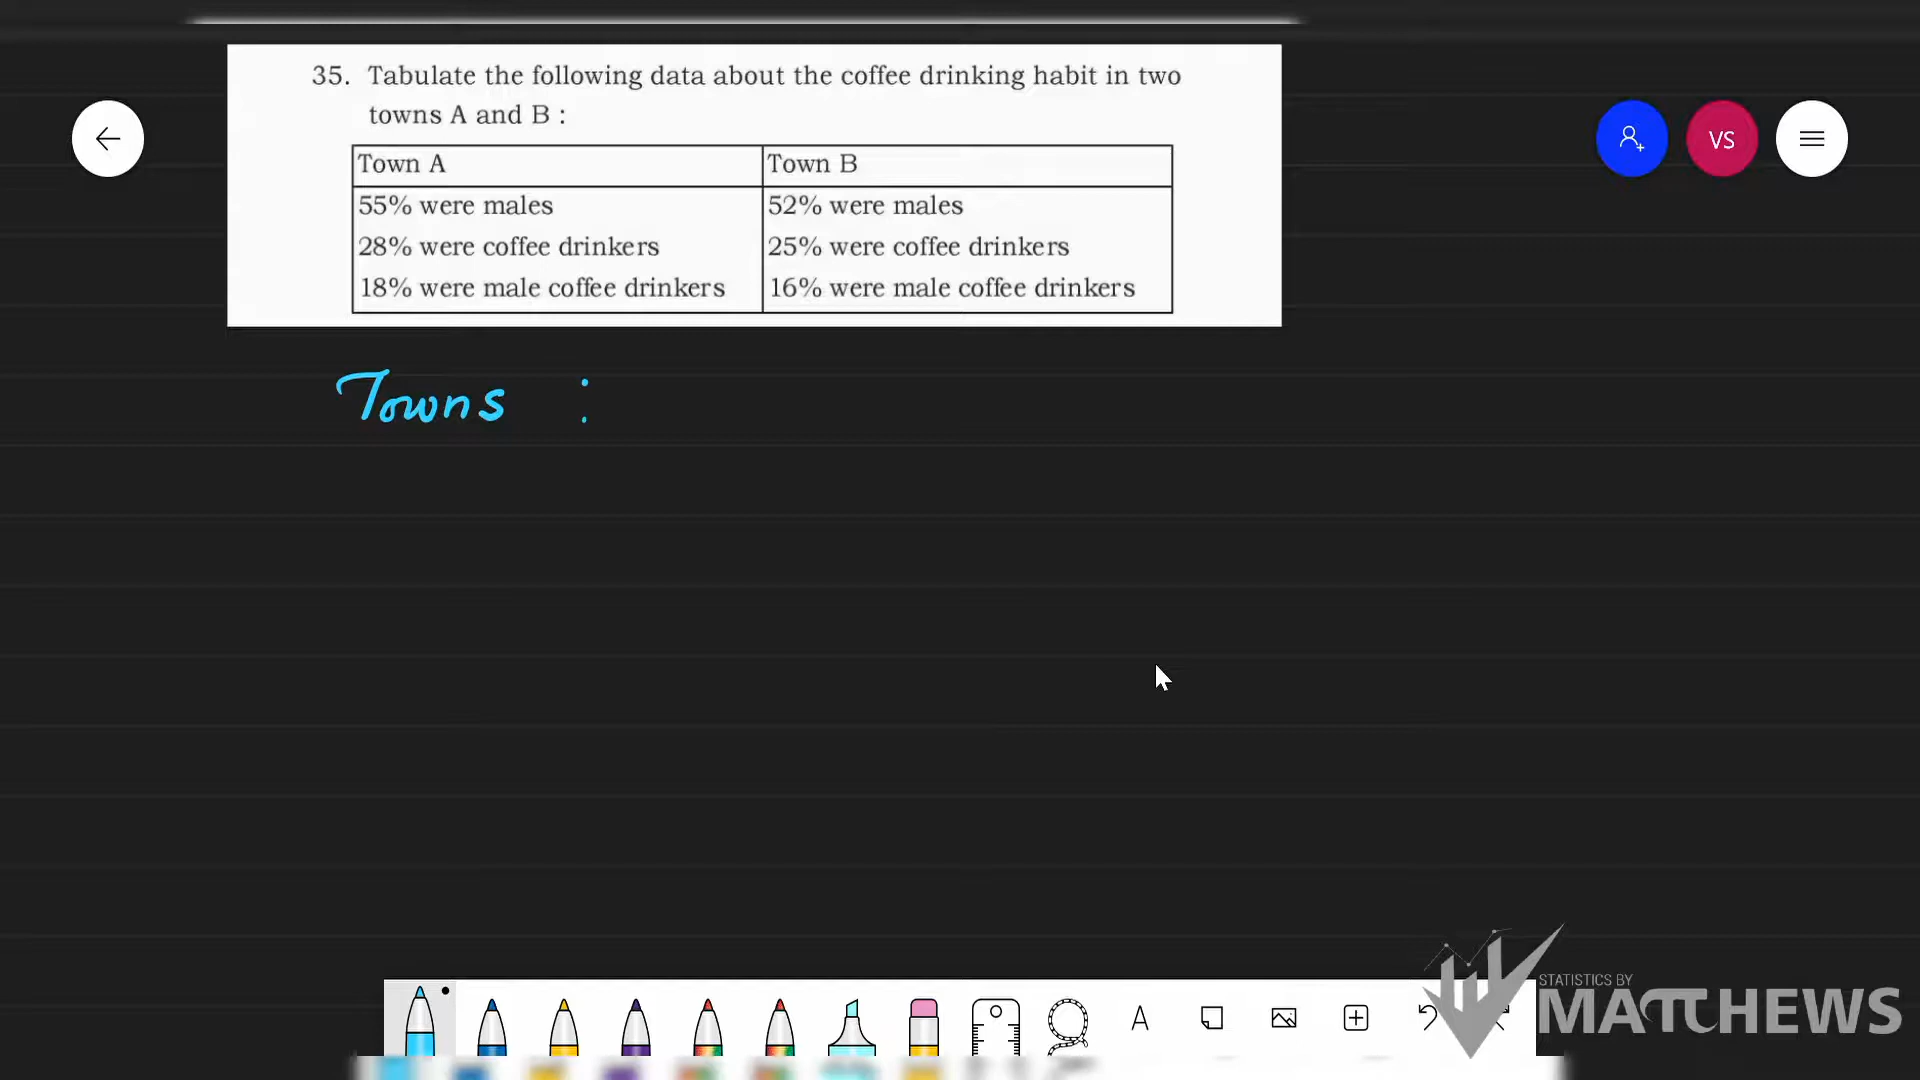 35. Tabulate the following data about the coffee drinking habit in two
towns A and B :
Town A Town B
55% were males 52% were males
28% were coffee drinkers 25% were coffee drinkers
18% were male coffee drinkers 16% were male coffee drinkers
VS
Towns :
A
STATISTICS BY
MATTCHEWS